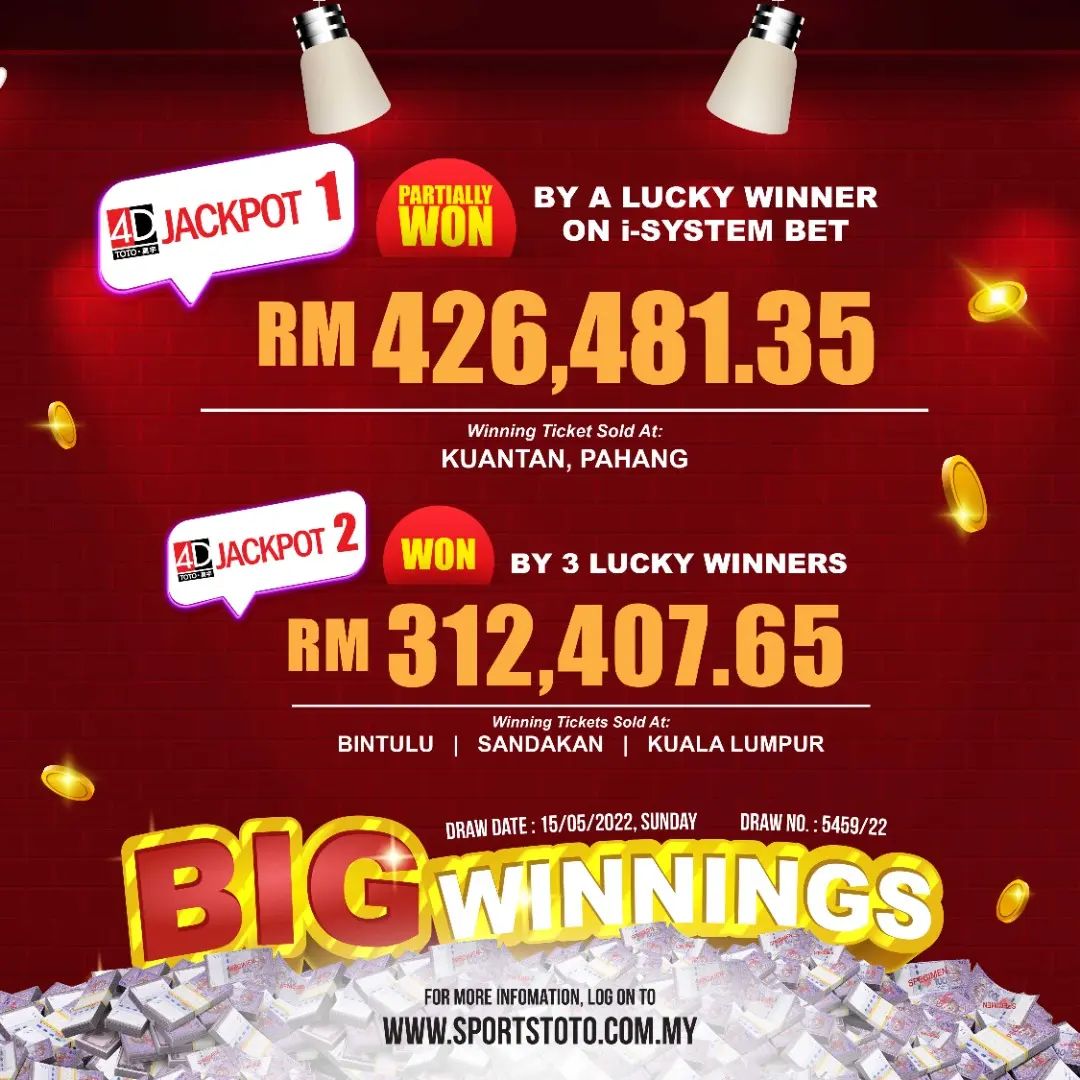 4D JACKPOT 1
TOTO·萬字
PARTIALLY
WON
BY A LUCKY WINNER
ON i-SYSTEM BET
RM 426,481.35
Winning Ticket Sold At:
KUANTAN, PAHANG
4D JACKPOT 2
TOTO·萬字
WON
BY 3 LUCKY WINNERS
RM 312,407.65
Winning Tickets Sold At:
BINTULU | SANDAKAN | KUALA LUMPUR
DRAW DATE : 15/05/2022, SUNDAY DRAW NO. : 5459/22
BIG WINNINGS
SPECIMEN
SPECIMEN
SPECIMEN
FOR MORE INFOMATION, LOG ON TO
WWW.SPORTSTOTO.COM.MY